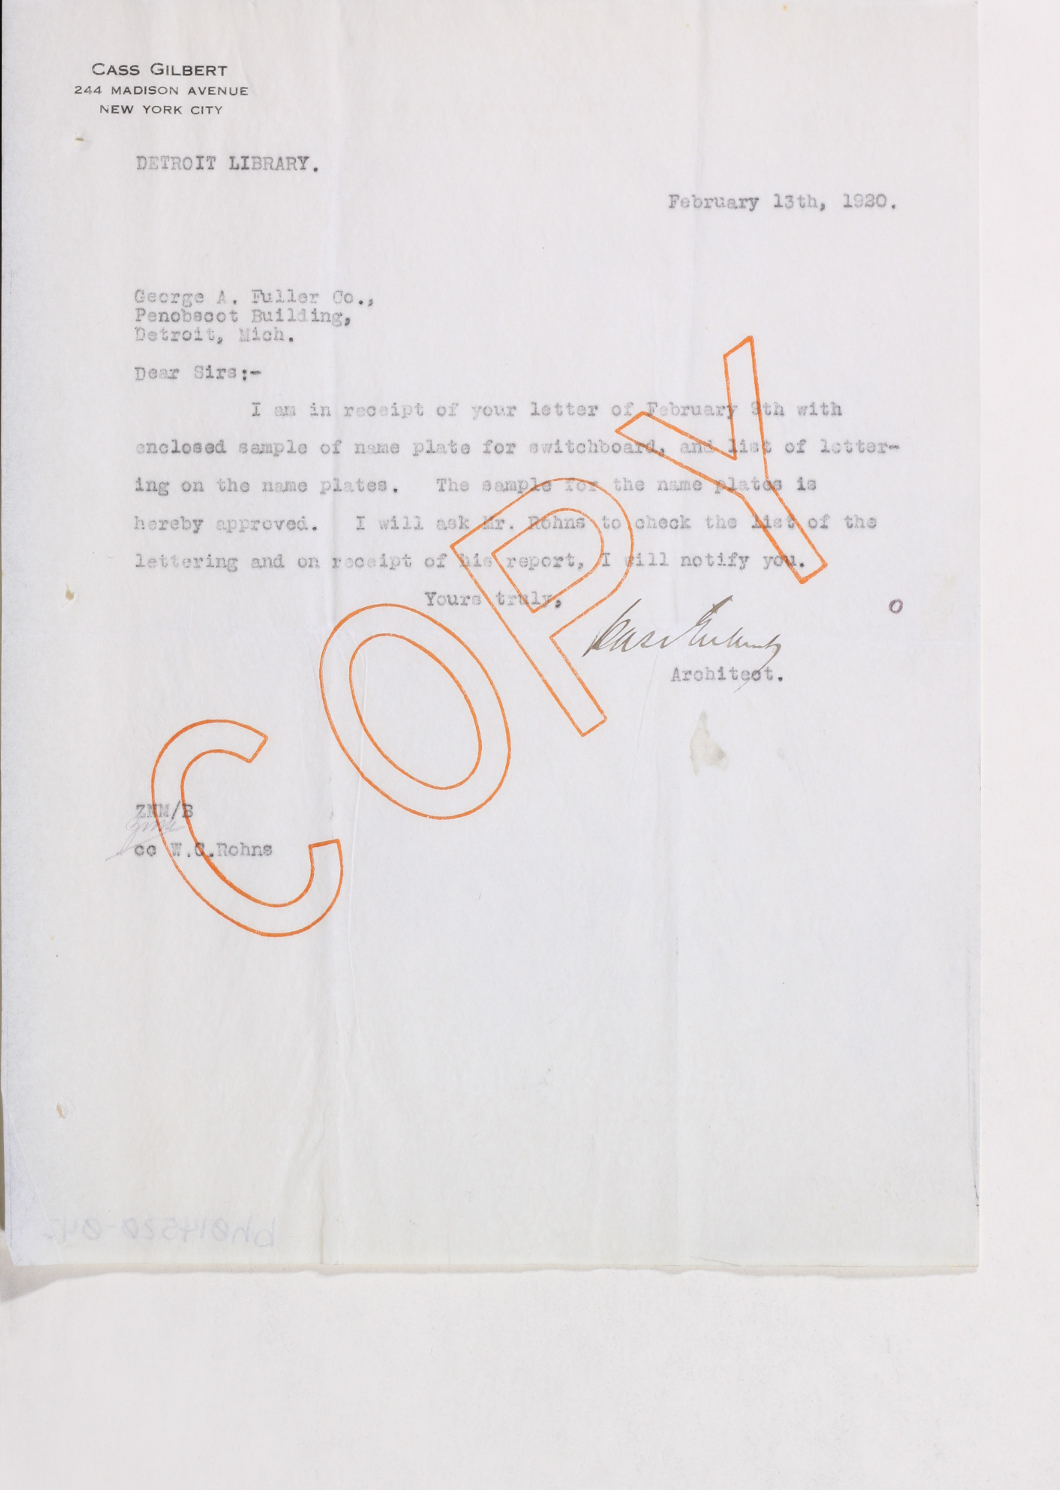 CASS GILBERT
244 MADISON AVENUE
NEW YORK CITY
DETROIT LIBRARY.
February 13th, 1920.
George A. Fuller Co.,
Penobscot Building,
Detroit, Mich.
Dear Sirs:-
I am in receipt of your letter of February 9th with
enclosed sample of name plate for switchboard, and list of letter-
ing on the name plates. The sample for the name plates is
hereby approved. I will ask Mr. Rohns to check the list of the
lettering and on receipt of his report, I will notify you.
Yours truly,
Cass Gilbert
Architect.
ZNM/B
cc W.C.Rohns
COPY